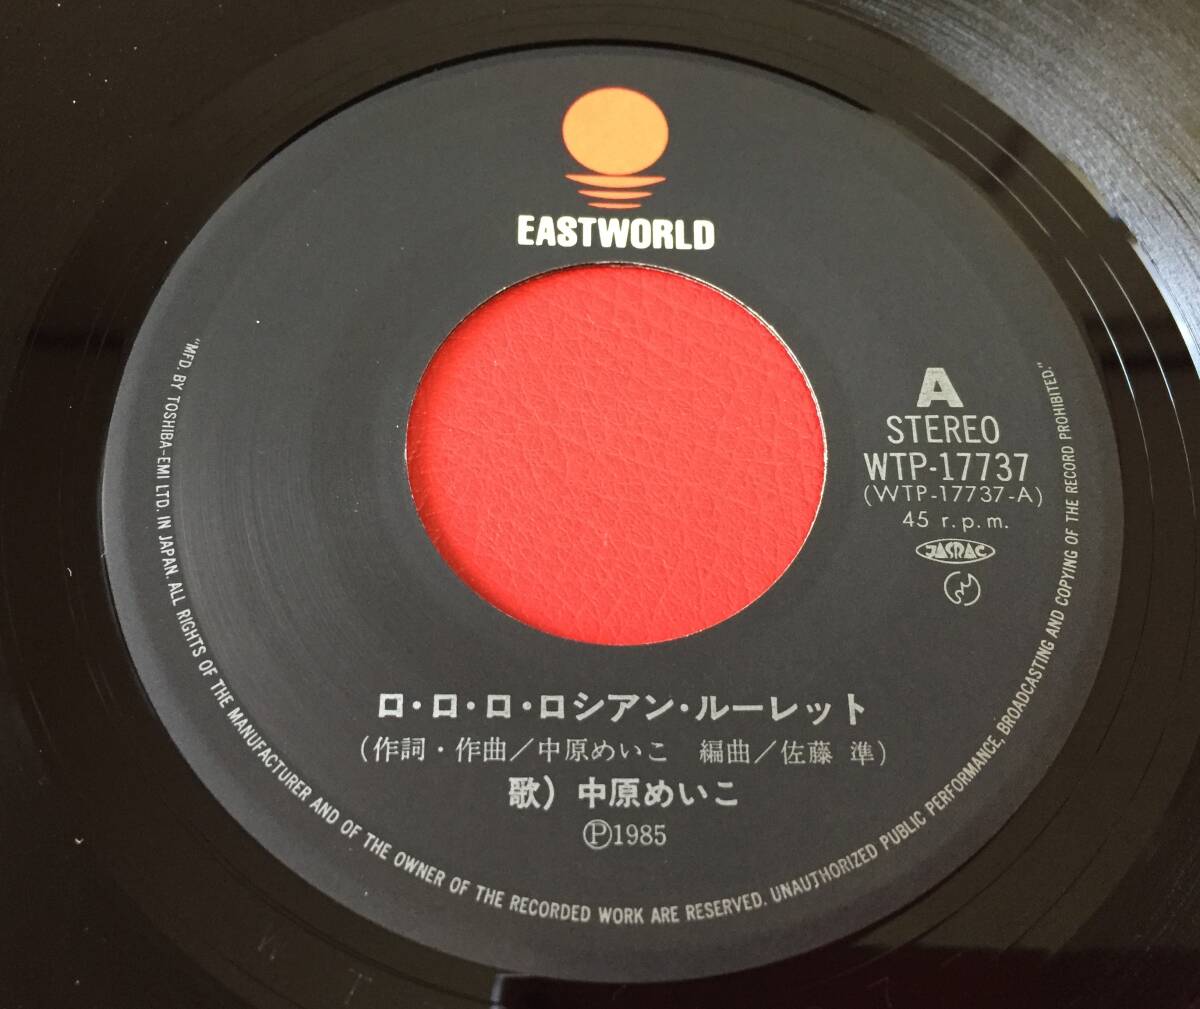 EASTWORLD
A
STEREO
WTP-17737
(WTP-17737-A)
45 r.p.m.
JASRAC
ロ・ロ・ロ・ロシアン・ルーレット
(作詞・作曲／中原めいこ 編曲／佐藤 準)
歌) 中原めいこ
Ⓟ1985
"MFD. BY TOSHIBA-EMI LTD. IN JAPAN. ALL RIGHTS OF THE MANUFACTURER AND OF THE OWNER OF THE RECORDED WORK ARE RESERVED. UNAUTHORIZED PUBLIC PERFORMANCE, BROADCASTING AND COPYING OF THE RECORD PROHIBITED."